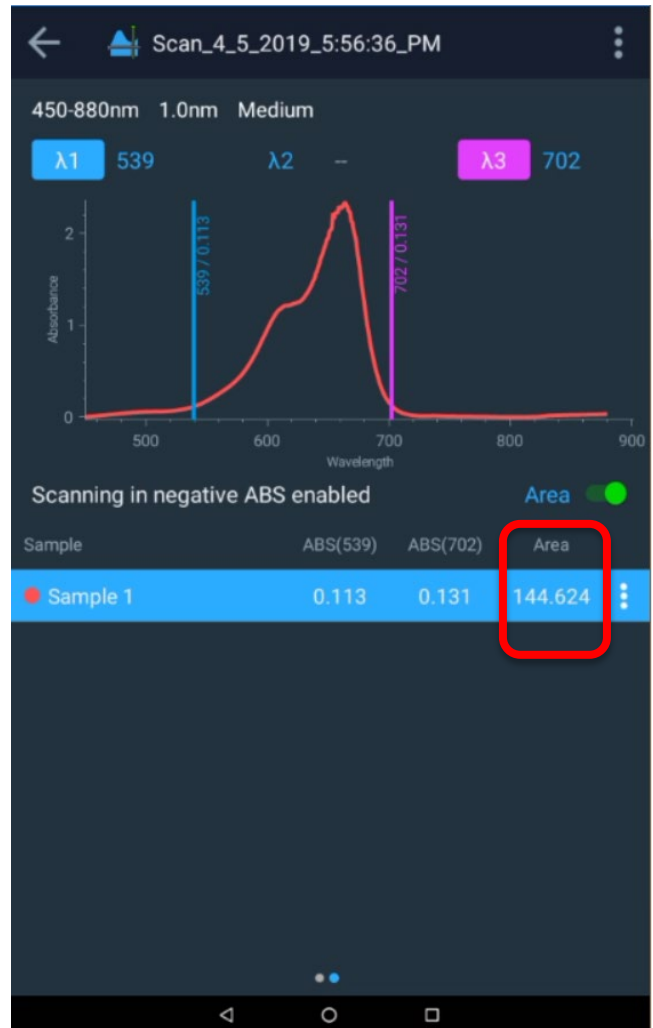 Scan_4_5_2019_5:56:36_PM
450-880nm 1.0nm Medium
λ1 539 λ2 -- λ3 702
2
1
0
Absorbance
539 / 0.113
702 / 0.131
500 600 700 800 900
Wavelength
Scanning in negative ABS enabled Area
Sample ABS(539) ABS(702) Area
Sample 1 0.113 0.131 144.624